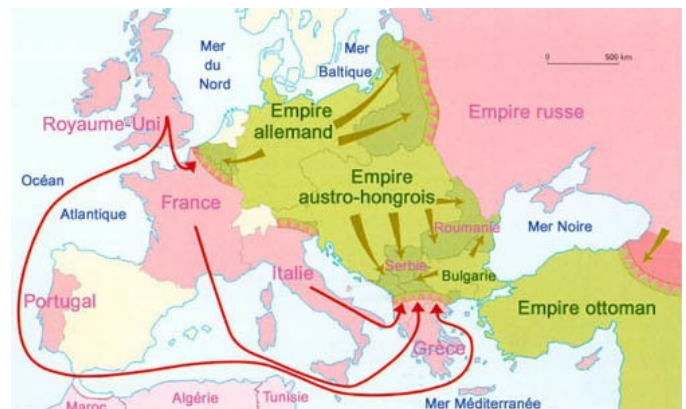 Mer
du
Nord
Mer
Baltique
0 500 km
Empire
allemand
Empire russe
Royaume-Uni
Empire
austro-hongrois
Océan
Atlantique
France
Roumanie
Mer Noire
Serbie
Bulgarie
Italie
Portugal
Empire ottoman
Grèce
Maroc
Algérie
Tunisie
Mer Méditerranée